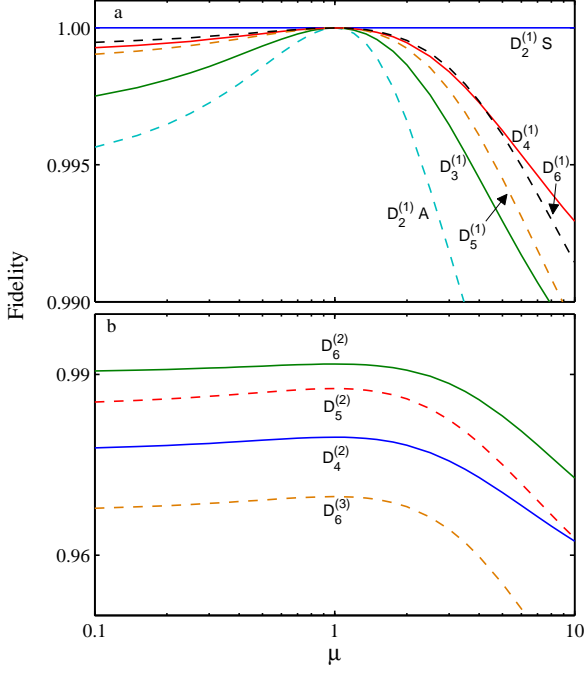 a
1.00
D₂⁽¹⁾ S
D₄⁽¹⁾
D₃⁽¹⁾
D₆⁽¹⁾
0.995
D₂⁽¹⁾ A
D₅⁽¹⁾
0.990
Fidelity
b
D₆⁽²⁾
0.99
D₅⁽²⁾
D₄⁽²⁾
D₆⁽³⁾
0.96
0.1
1
10
μ